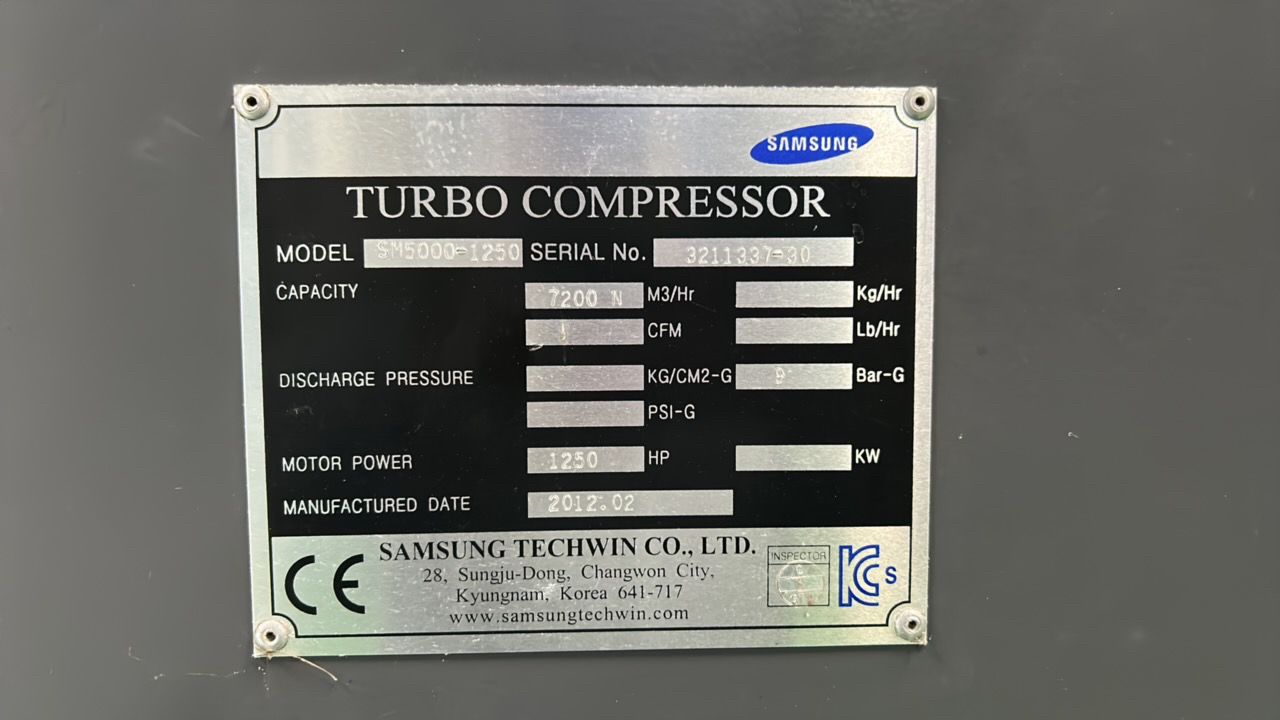 SAMSUNG
TURBO COMPRESSOR
MODEL SM5000-1250 SERIAL No. 3211337-30
CAPACITY 7200 N M3/Hr Kg/Hr
CFM Lb/Hr
DISCHARGE PRESSURE KG/CM2-G Bar-G
PSI-G
MOTOR POWER 1250 HP KW
MANUFACTURED DATE 2012.02
CE SAMSUNG TECHWIN CO., LTD. INSPECTOR KCs
28, Sungju-Dong, Changwon City,
Kyungnam, Korea 641-717
www.samsungtechwin.com